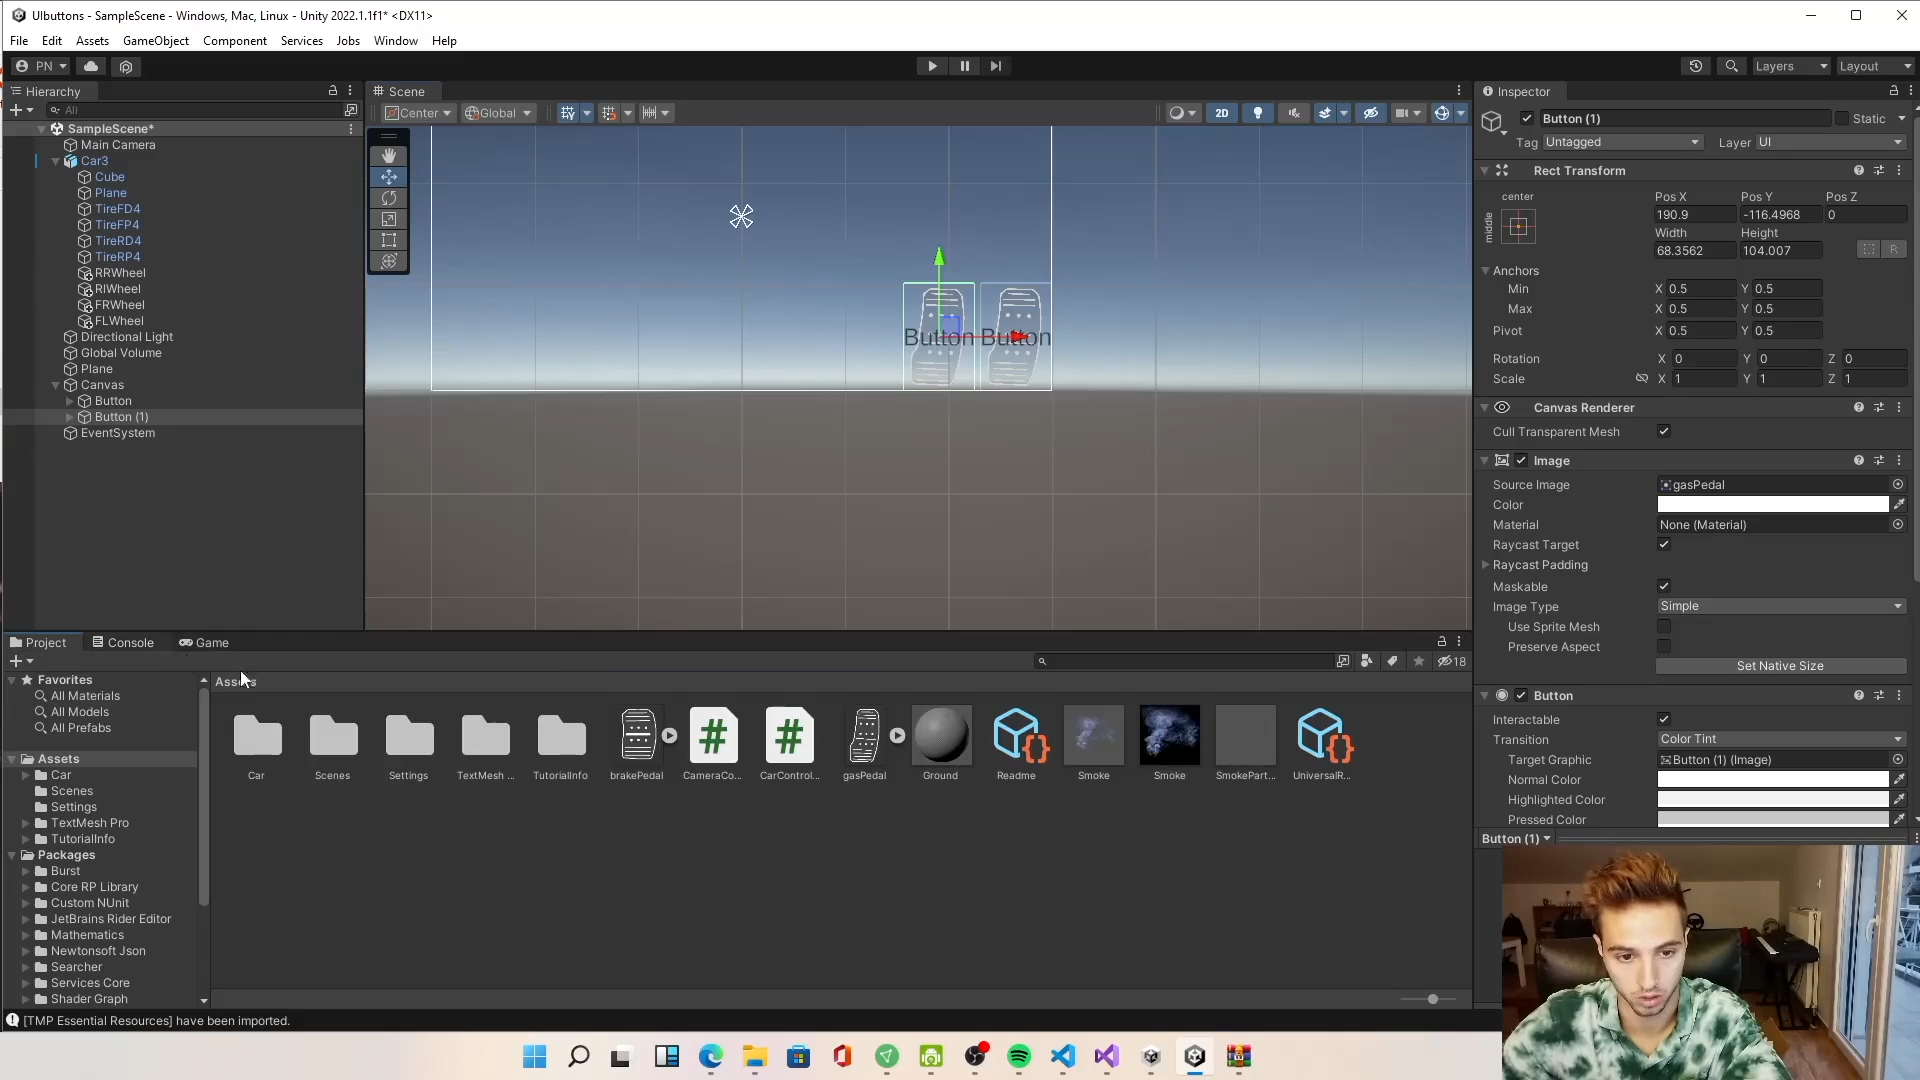 UIbuttons - SampleScene - Windows, Mac, Linux - Unity 2022.1.1f1* <DX11>
File Edit Assets GameObject Component Services Jobs Window Help
PN Layers Layout
Hierarchy
All
SampleScene*
Main Camera
Car3
Cube
Plane
TireFD4
TireFP4
TireRD4
TireRP4
RRWheel
RlWheel
FRWheel
FLWheel
Directional Light
Global Volume
Plane
Canvas
Button
Button (1)
EventSystem
Scene
Center Global 2D
Button Button
Inspector
Button (1) Static
Tag Untagged Layer UI
Rect Transform
center Pos X Pos Y Pos Z
middle 190.9 -116.4968 0
Width Height
68.3562 104.007 R
Anchors
Min X 0.5 Y 0.5
Max X 0.5 Y 0.5
Pivot X 0.5 Y 0.5
Rotation X 0 Y 0 Z 0
Scale X 1 Y 1 Z 1
Canvas Renderer
Cull Transparent Mesh
Image
Source Image gasPedal
Color
Material None (Material)
Raycast Target
Raycast Padding
Maskable
Image Type Simple
Use Sprite Mesh
Preserve Aspect
Set Native Size
Button
Interactable
Transition Color Tint
Target Graphic Button (1) (Image)
Normal Color
Highlighted Color
Pressed Color
Button (1)
Project Console Game
18
Favorites
All Materials
All Models
All Prefabs
Assets
Car
Scenes
Settings
TextMesh Pro
TutorialInfo
Packages
Burst
Core RP Library
Custom NUnit
JetBrains Rider Editor
Mathematics
Newtonsoft Json
Searcher
Services Core
Shader Graph
Assets
Car Scenes Settings TextMesh ... TutorialInfo brakePedal CameraCo... CarControl... gasPedal Ground Readme Smoke Smoke SmokePart... UniversalR...
[TMP Essential Resources] have been imported.